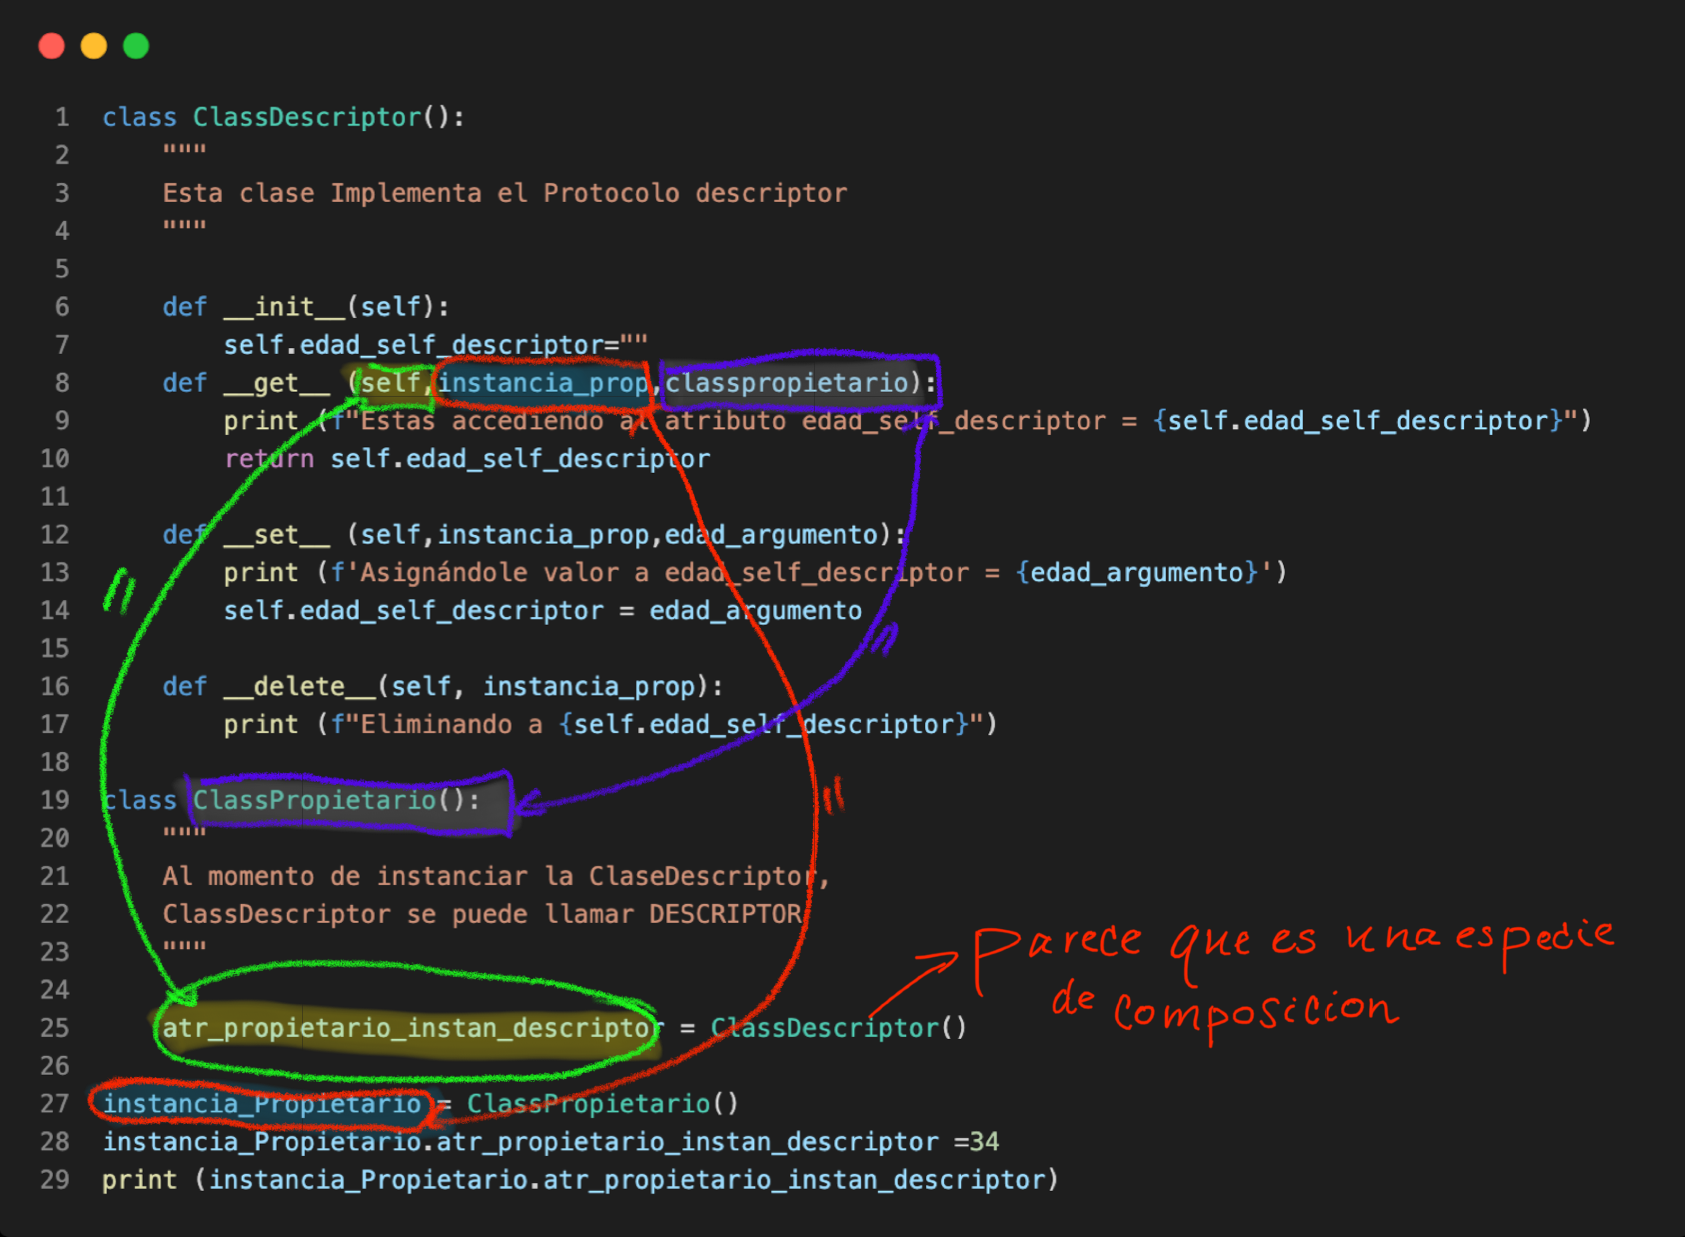 1 class ClassDescriptor():
2 """
3 Esta clase Implementa el Protocolo descriptor
4 """
5
6 def __init__(self):
7 self.edad_self_descriptor=""
8 def __get__ (self,instancia_prop,classpropietario):
9 print (f"Estas accediendo al atributo edad_self_descriptor = {self.edad_self_descriptor}")
10 return self.edad_self_descriptor
11
12 def __set__ (self,instancia_prop,edad_argumento):
13 print (f'Asignándole valor a edad_self_descriptor = {edad_argumento}')
14 self.edad_self_descriptor = edad_argumento
15
16 def __delete__(self, instancia_prop):
17 print (f"Eliminando a {self.edad_self_descriptor}")
18
19 class ClassPropietario():
20 """
21 Al momento de instanciar la ClaseDescriptor,
22 ClassDescriptor se puede llamar DESCRIPTOR
23 """
24
25 atr_propietario_instan_descriptor = ClassDescriptor()
parece que es una especie
de composicion
26
27 instancia_Propietario = ClassPropietario()
28 instancia_Propietario.atr_propietario_instan_descriptor =34
29 print (instancia_Propietario.atr_propietario_instan_descriptor)